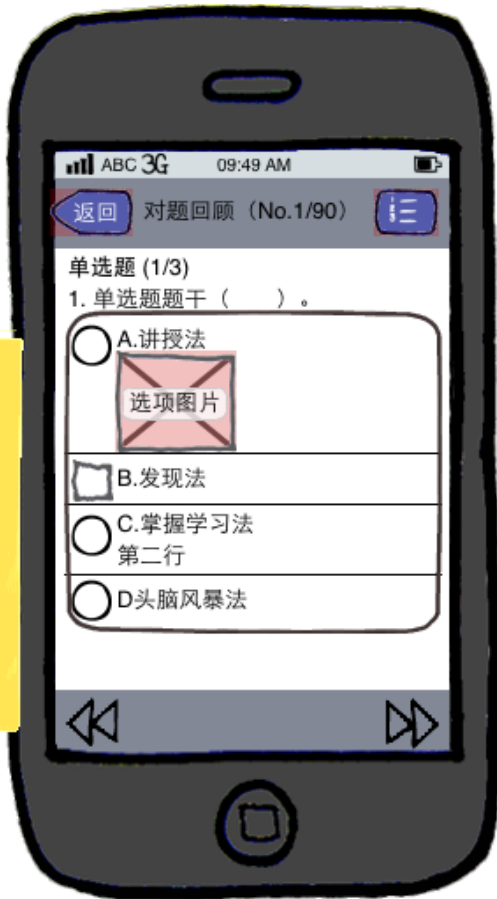 ABC 3G 09:49 AM
返回 对题回顾（No.1/90）
单选题 (1/3)
1. 单选题题干（　　）。
A.讲授法
选项图片
B.发现法
C.掌握学习法
第二行
D头脑风暴法